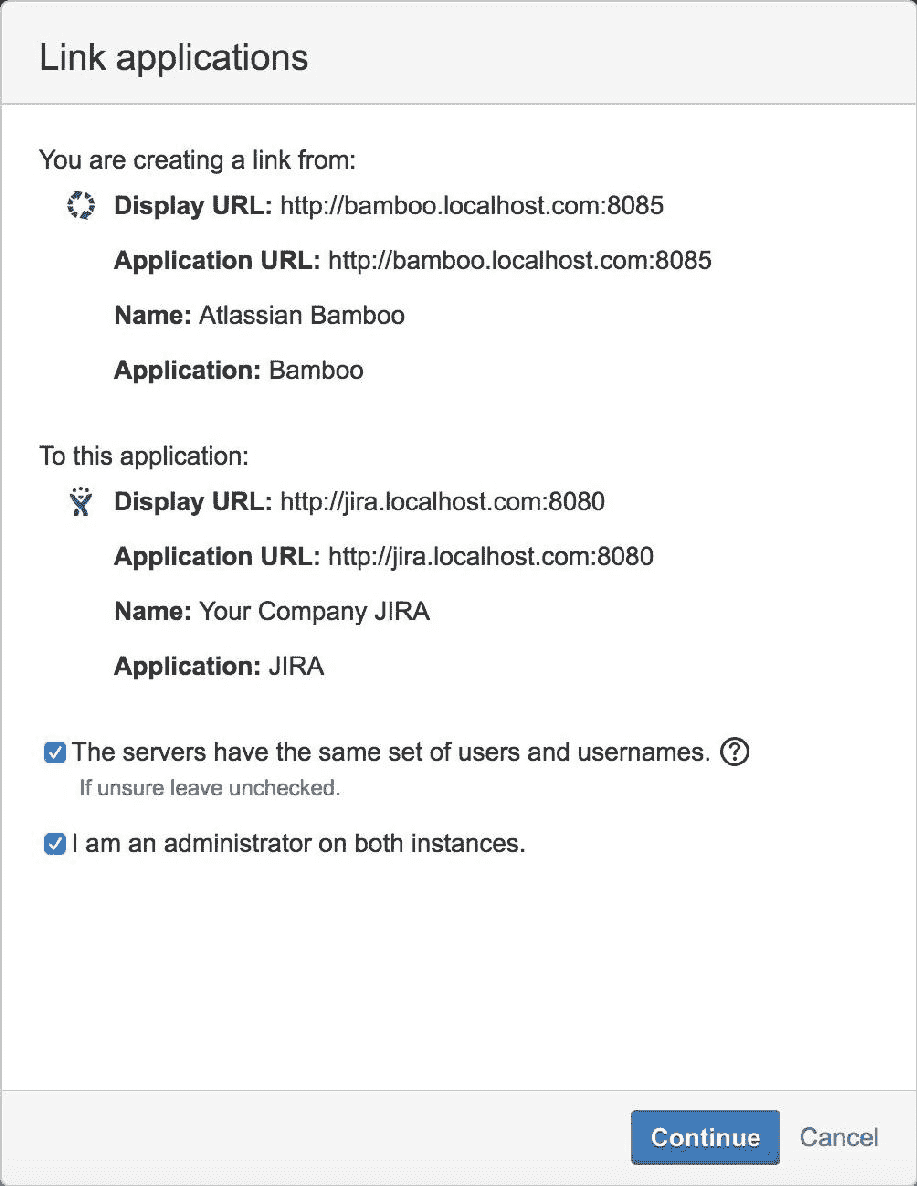 Link applications
You are creating a link from:
Display URL: http://bamboo.localhost.com:8085
Application URL: http://bamboo.localhost.com:8085
Name: Atlassian Bamboo
Application: Bamboo
To this application:
Display URL: http://jira.localhost.com:8080
Application URL: http://jira.localhost.com:8080
Name: Your Company JIRA
Application: JIRA
The servers have the same set of users and usernames. ?
If unsure leave unchecked.
I am an administrator on both instances.
Continue Cancel